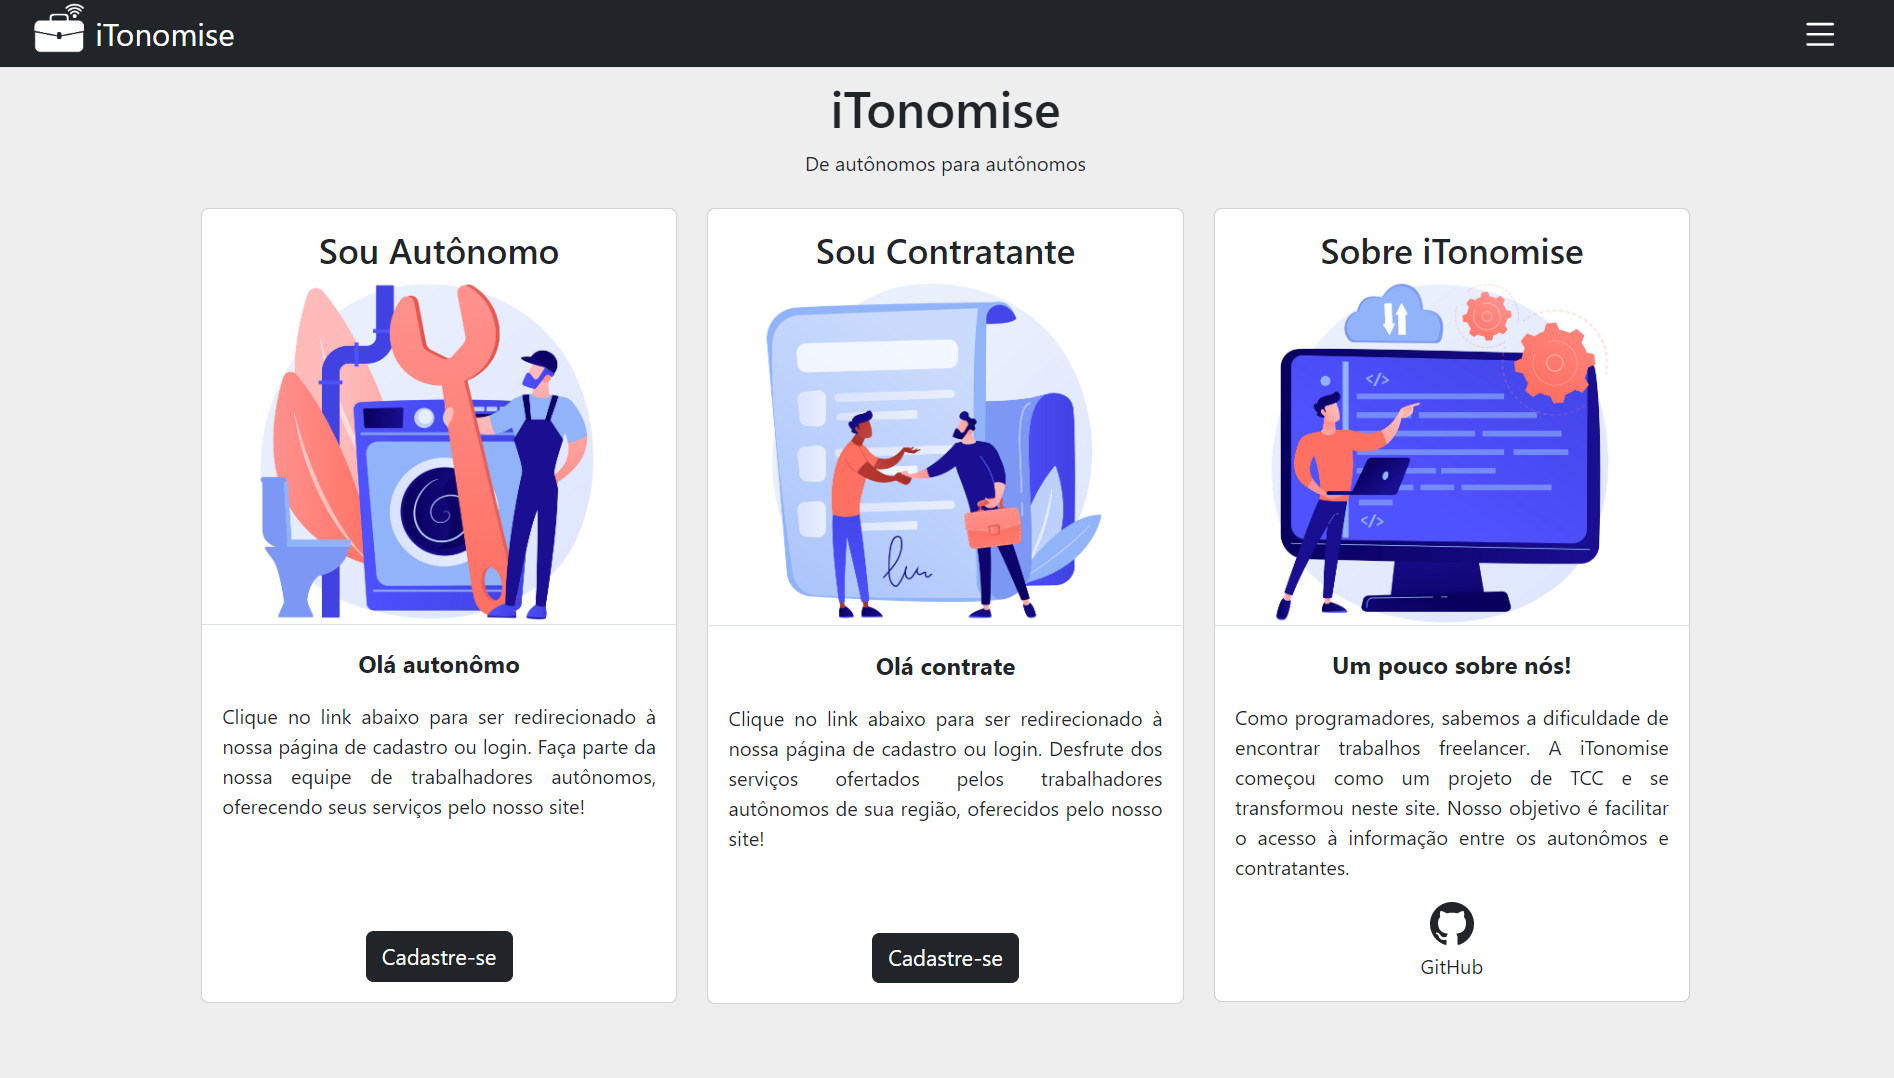 iTonomise
iTonomise
De autônomos para autônomos
Sou Autônomo
</>
</>
Olá autonômo
Clique no link abaixo para ser redirecionado à
nossa página de cadastro ou login. Faça parte da
nossa equipe de trabalhadores autônomos,
oferecendo seus serviços pelo nosso site!
Cadastre-se
Sou Contratante
Olá contrate
Clique no link abaixo para ser redirecionado à
nossa página de cadastro ou login. Desfrute dos
serviços ofertados pelos trabalhadores
autônomos de sua região, oferecidos pelo nosso
site!
Cadastre-se
Sobre iTonomise
Um pouco sobre nós!
Como programadores, sabemos a dificuldade de
encontrar trabalhos freelancer. A iTonomise
começou como um projeto de TCC e se
transformou neste site. Nosso objetivo é facilitar
o acesso à informação entre os autonômos e
contratantes.
GitHub